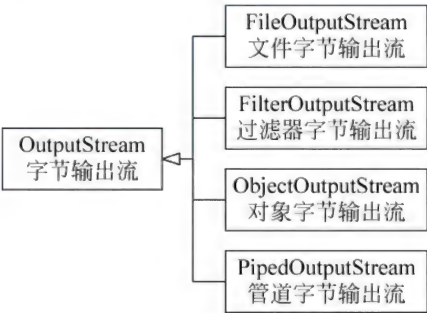 FileOutputStream
文件字节输出流
FilterOutputStream
过滤器字节输出流
OutputStream
字节输出流
ObjectOutputStream
对象字节输出流
PipedOutputStream
管道字节输出流